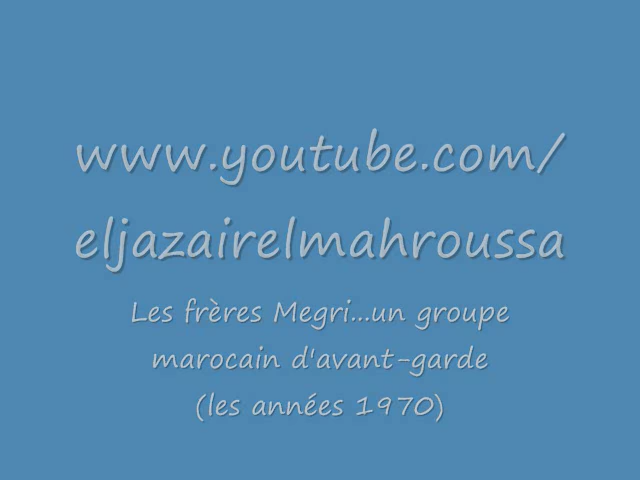 www.youtube.com/
eljazairelmahroussa
Les frères Megri...un groupe
marocain d'avant-garde
(les années 1970)